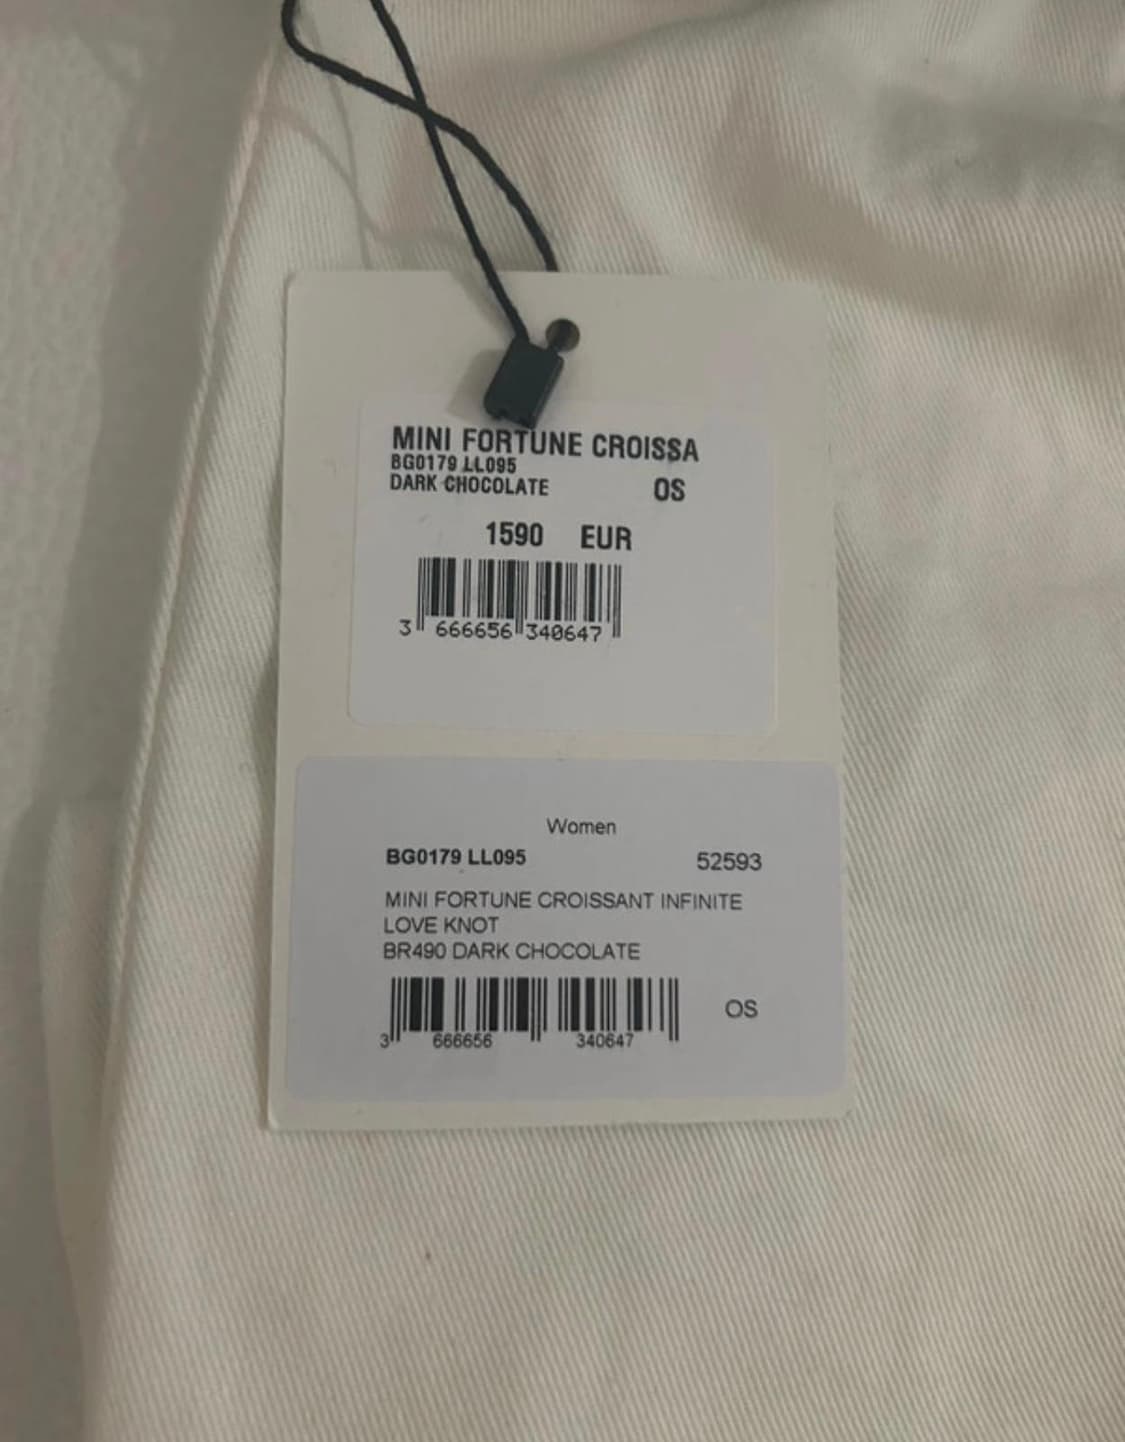 MINI FORTUNE CROISSA
BG0179 LL095
DARK CHOCOLATE OS
1590 EUR
3 666656 340647
Women
BG0179 LL095 52593
MINI FORTUNE CROISSANT INFINITE
LOVE KNOT
BR490 DARK CHOCOLATE
OS
3 666656 340647